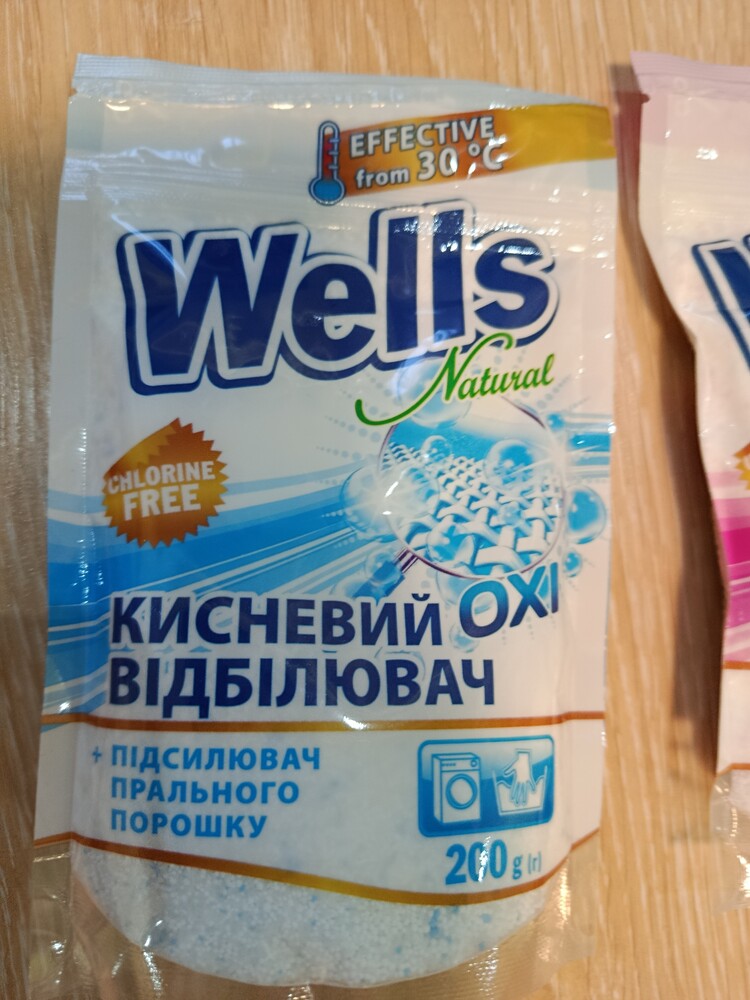 EFFECTIVE
from 30 °C
Wells
Natural
CHLORINE
FREE
КИСНЕВИЙ OXI
ВІДБІЛЮВАЧ
+ ПІДСИЛЮВАЧ
ПРАЛЬНОГО
ПОРОШКУ
200 g (г)